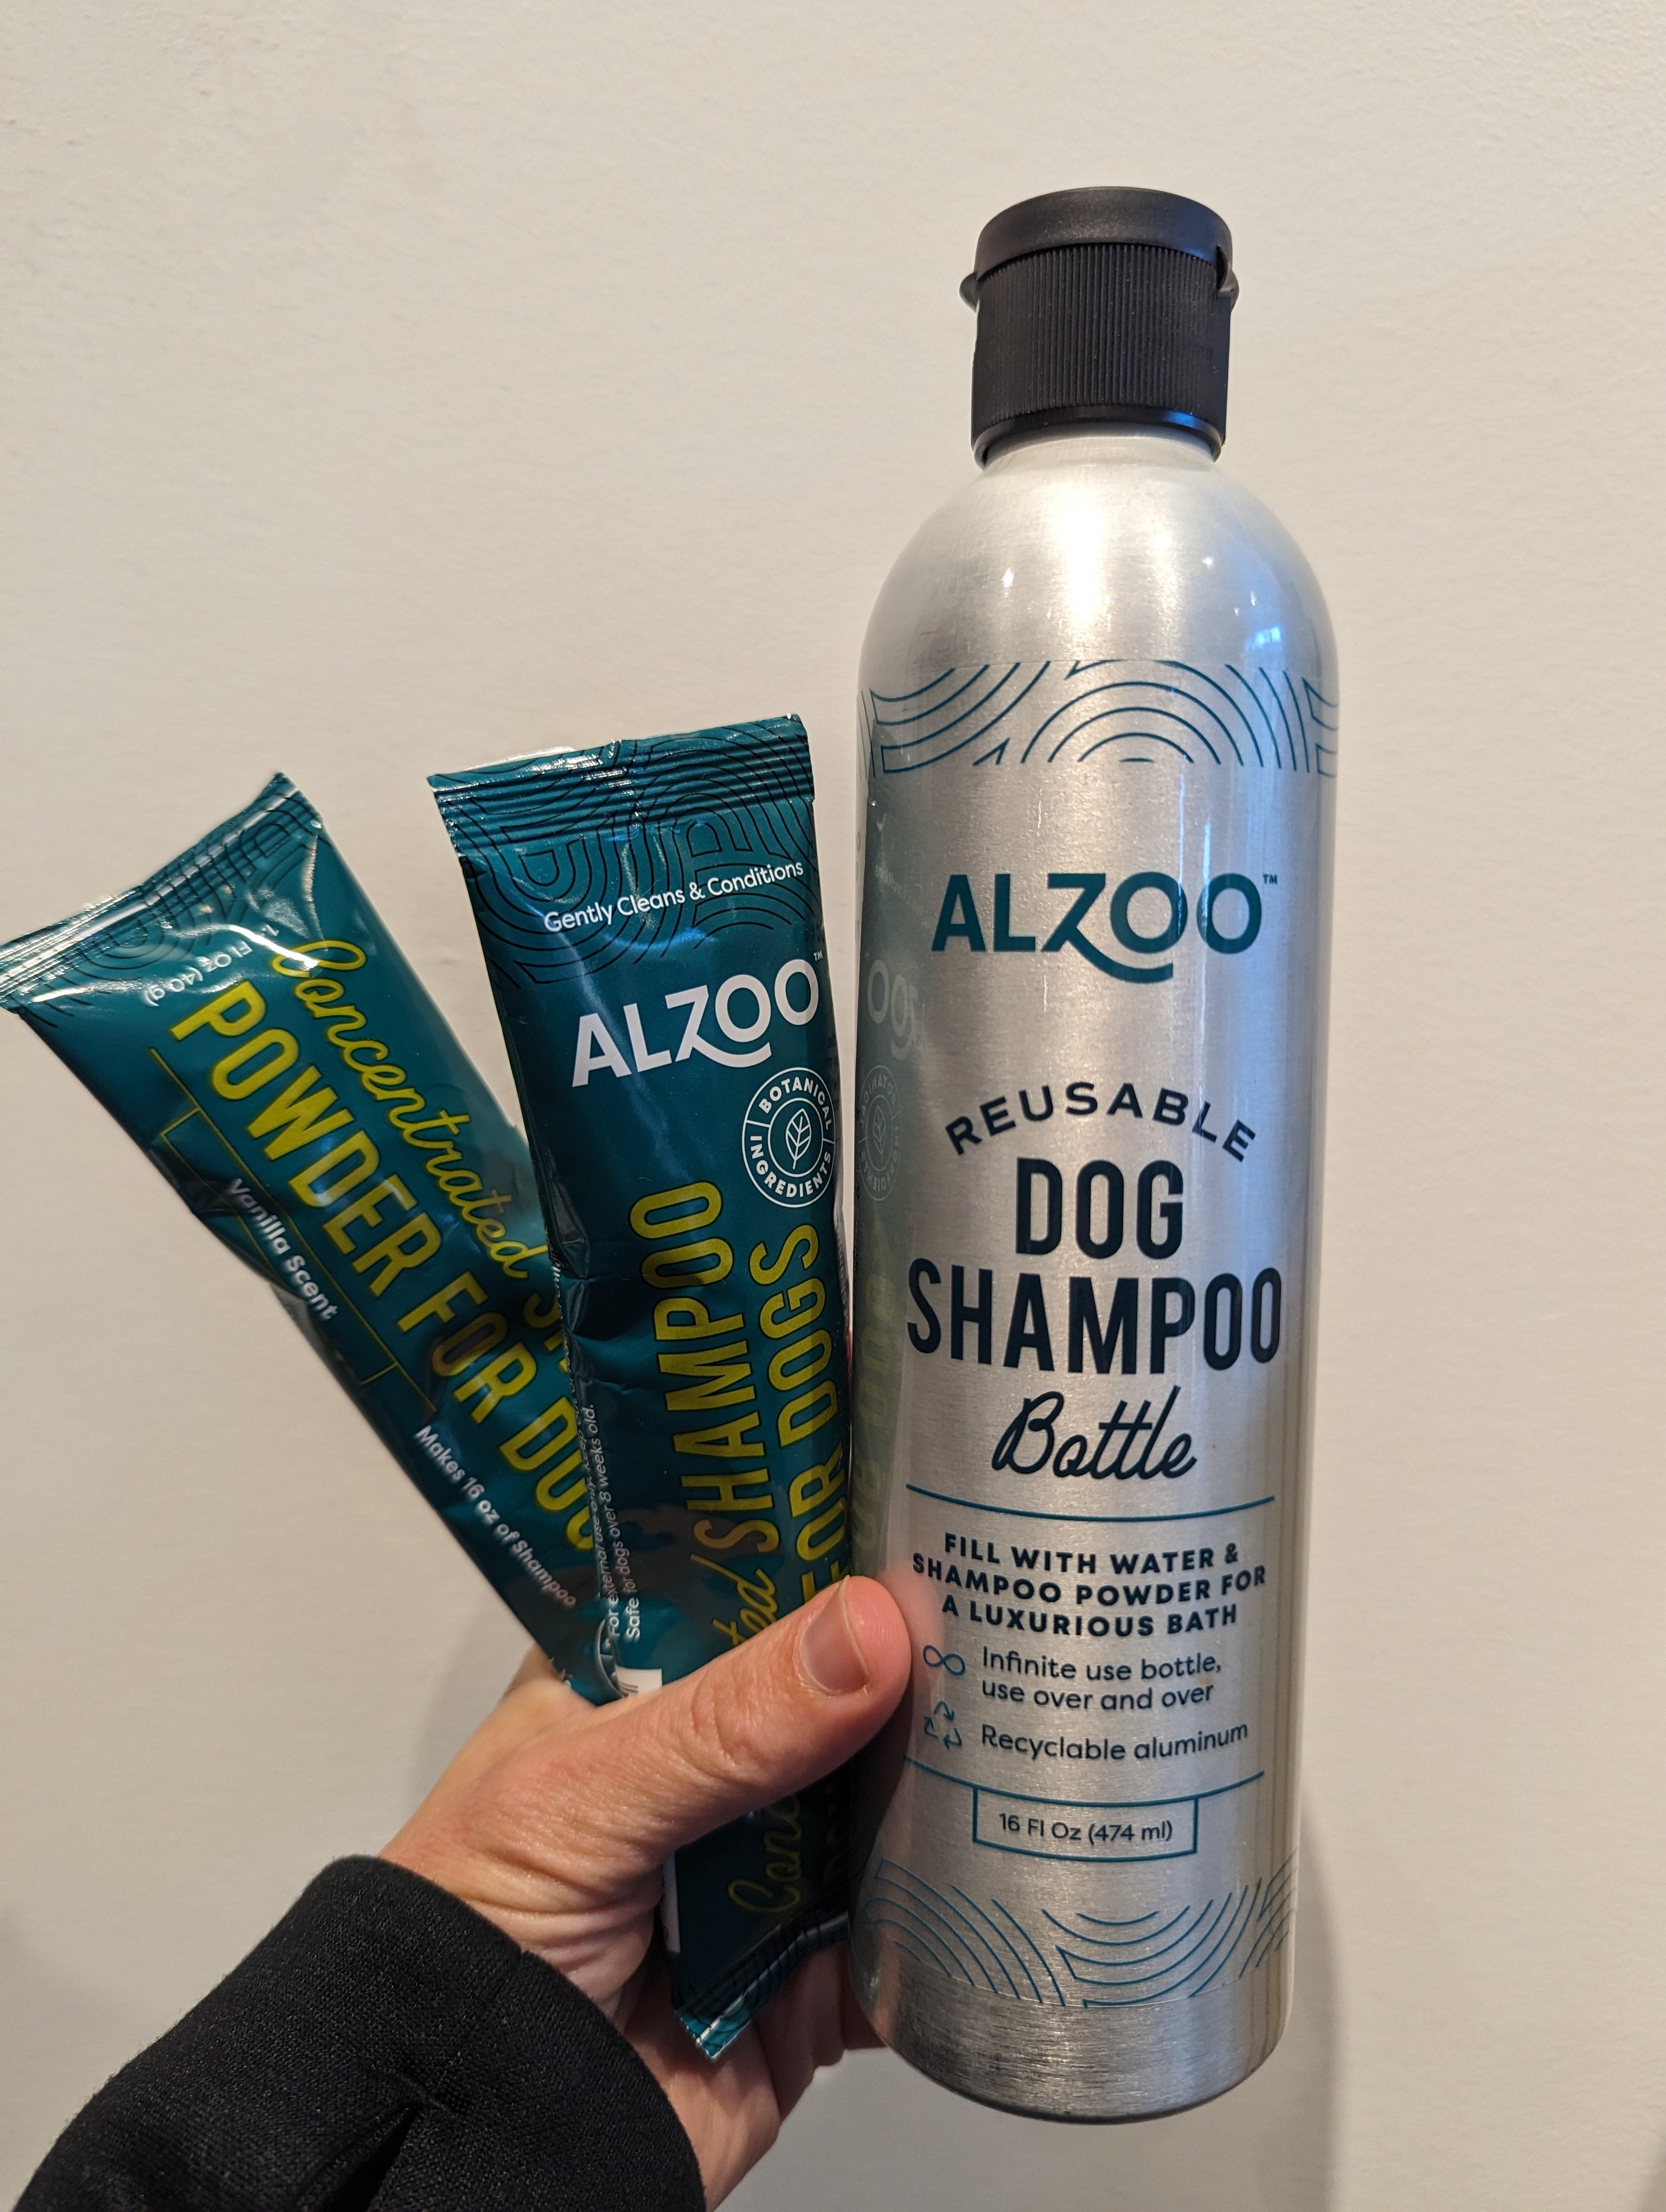 1.4 Fl Oz (40 g)
Concentrated
POWDER FOR
Vanilla Scent
Makes 16 oz of Shampoo
Gently Cleans & Conditions
ALZOO™
BOTANICAL
INGREDIENTS
SHAMPOO
FOR DOGS
For external use only.
Safe for dogs over 8 weeks old.
ALZOO™
REUSABLE
DOG
SHAMPOO
Bottle
FILL WITH WATER &
SHAMPOO POWDER FOR
A LUXURIOUS BATH
Infinite use bottle,
use over and over
Recyclable aluminum
16 Fl Oz (474 ml)